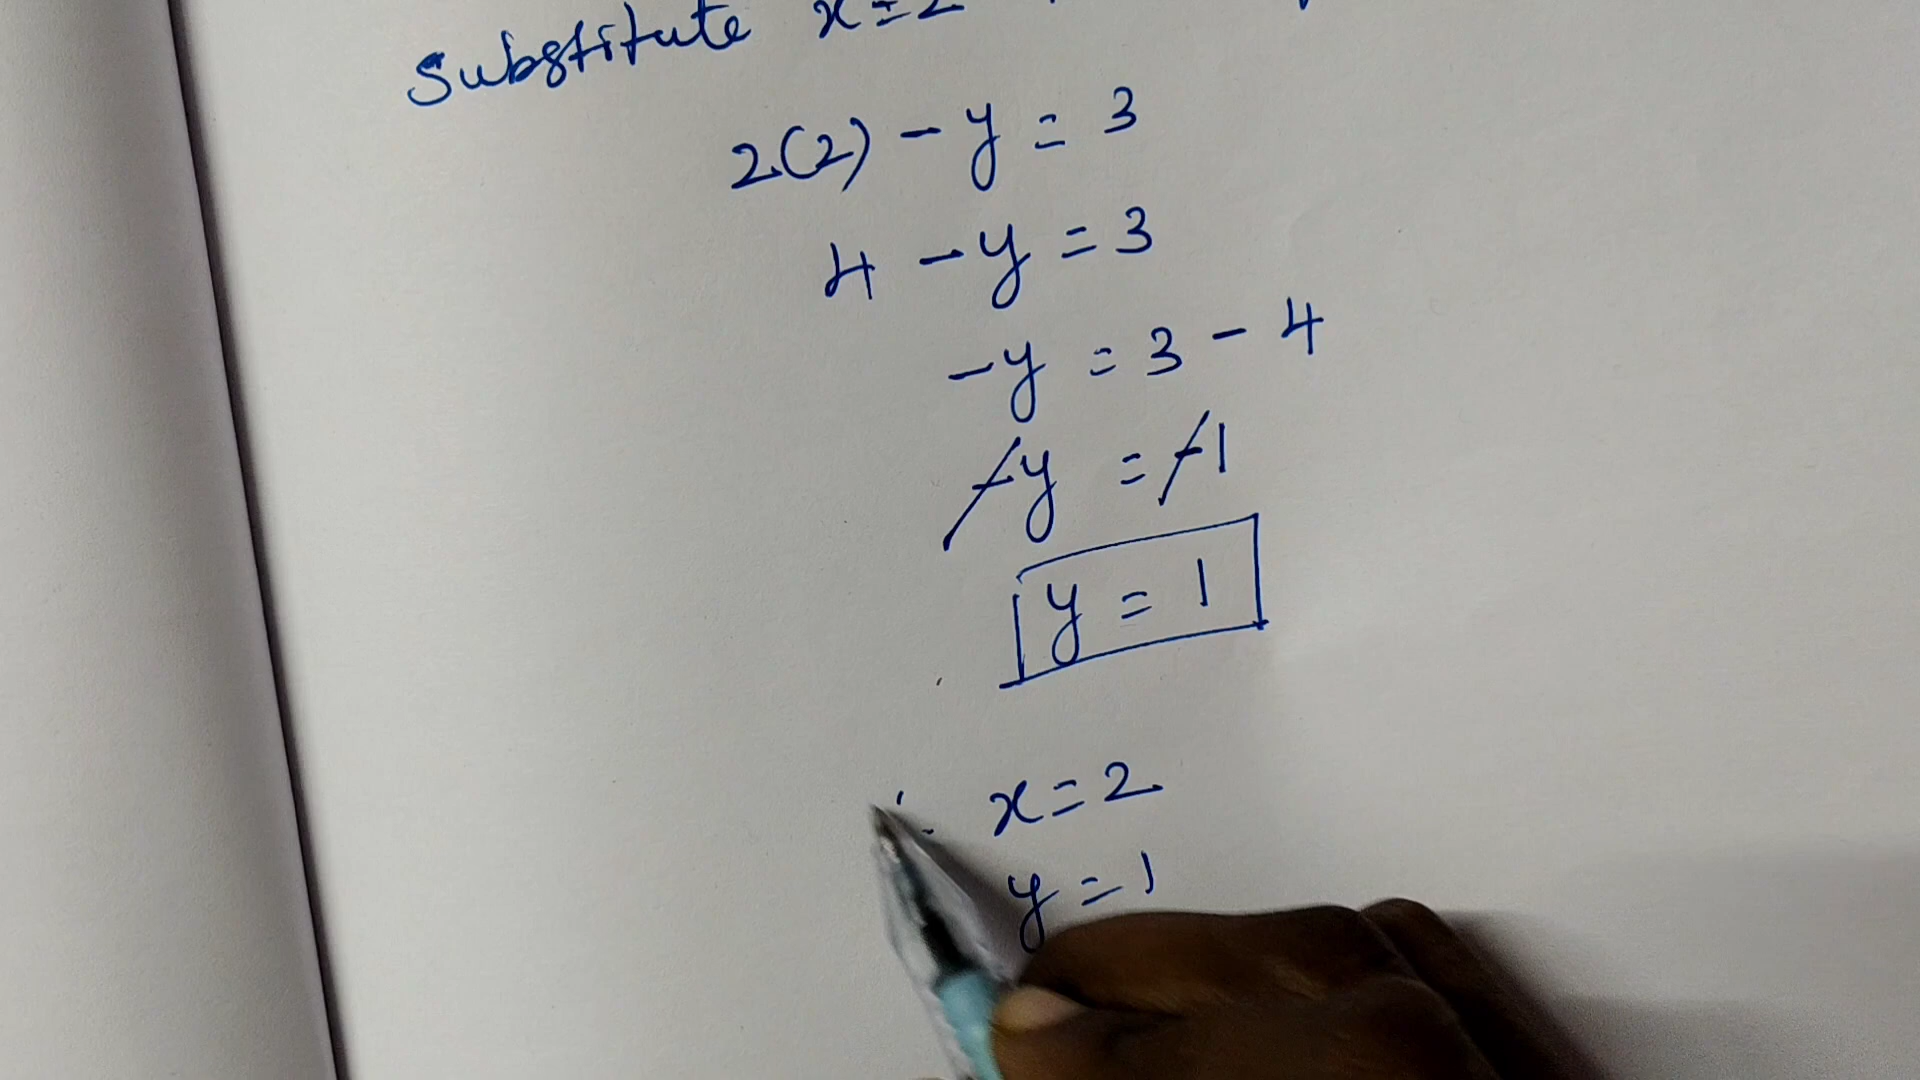 Substitute x=2
2(2) - y = 3
4 - y = 3
-y = 3 - 4
-y = -1
y = 1
∴ x=2
y=1